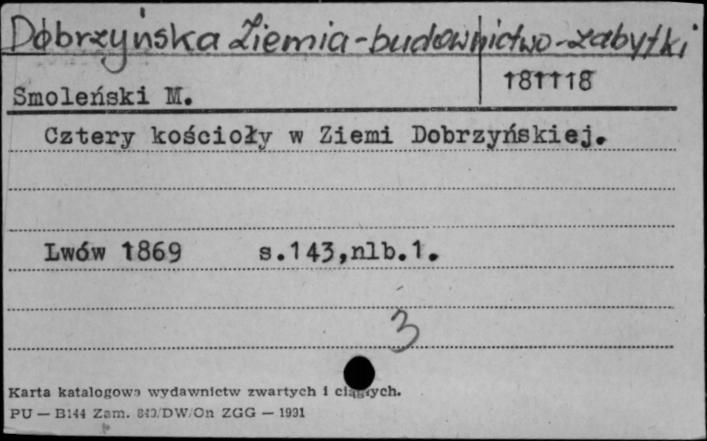 Dobrzyńska Ziemia - budownictwo - zabytki
181118
Smoleński M.
Cztery kościoły w Ziemi Dobrzyńskiej.
Lwów 1869 s.143,nlb.1.
3
Karta katalogowa wydawnictw zwartych i ciągłych.
PU — B144 Zam. 840/DW/On ZGG — 1991